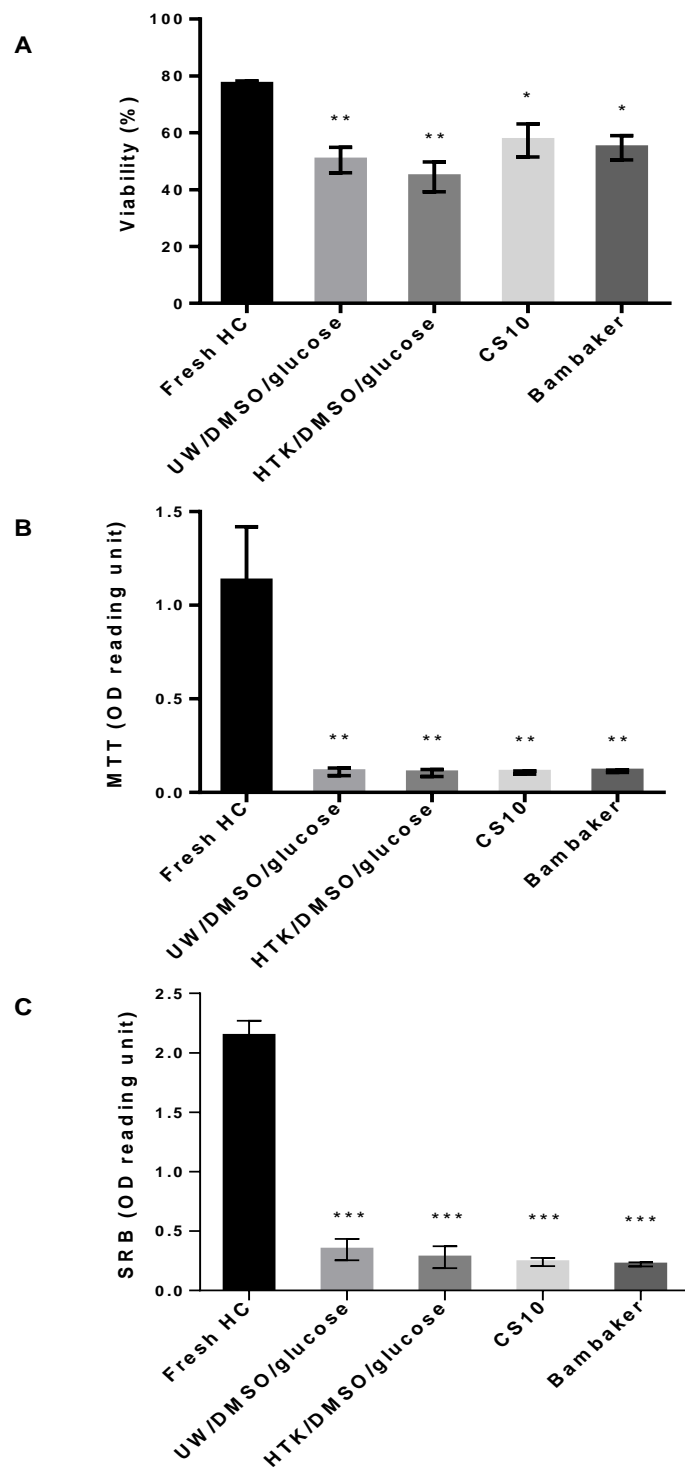 A
Viability (%)
100
80
60
40
20
0
**
**
*
*
Fresh HC
UW/DMSO/glucose
HTK/DMSO/glucose
CS10
Bambaker
B
MTT (OD reading unit)
1.5
1.0
0.5
0.0
**
**
**
**
Fresh HC
UW/DMSO/glucose
HTK/DMSO/glucose
CS10
Bambaker
C
SRB (OD reading unit)
2.5
2.0
1.5
1.0
0.5
0.0
***
***
***
***
Fresh HC
UW/DMSO/glucose
HTK/DMSO/glucose
CS10
Bambaker